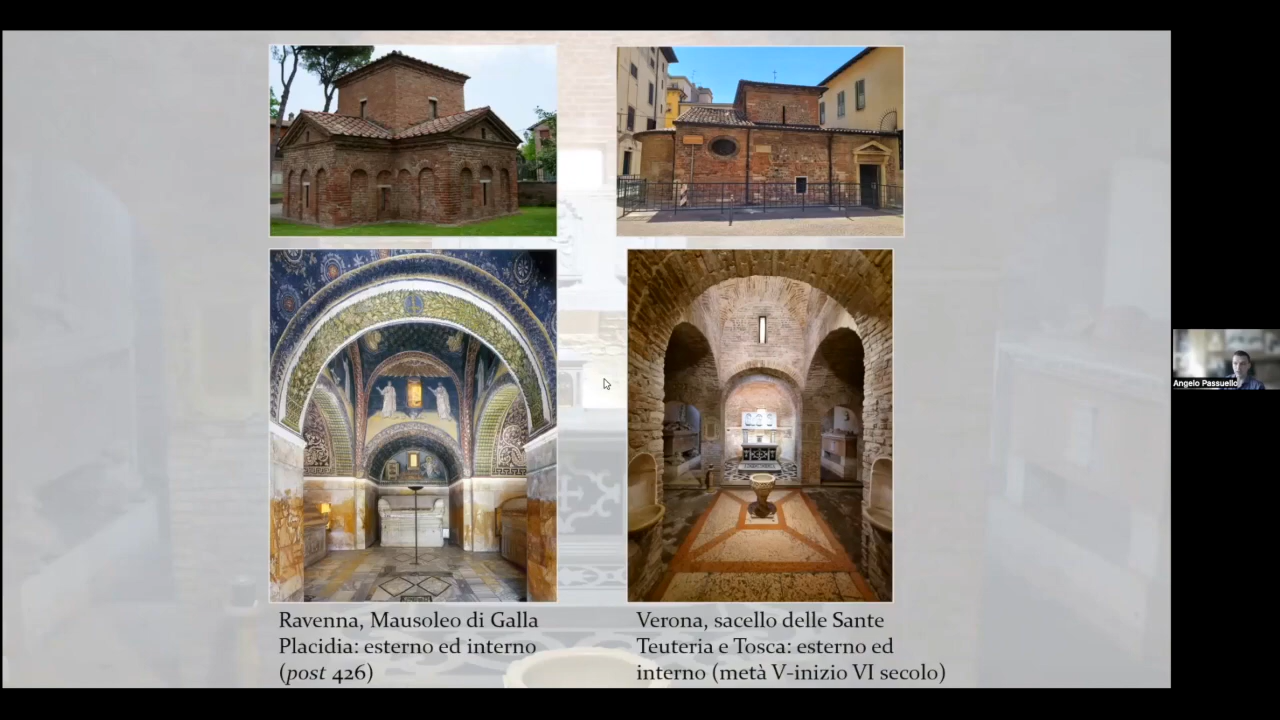 Ravenna, Mausoleo di Galla
Placidia: esterno ed interno
(post 426)
Verona, sacello delle Sante
Teuteria e Tosca: esterno ed
interno (metà V-inizio VI secolo)
Angelo Passuello